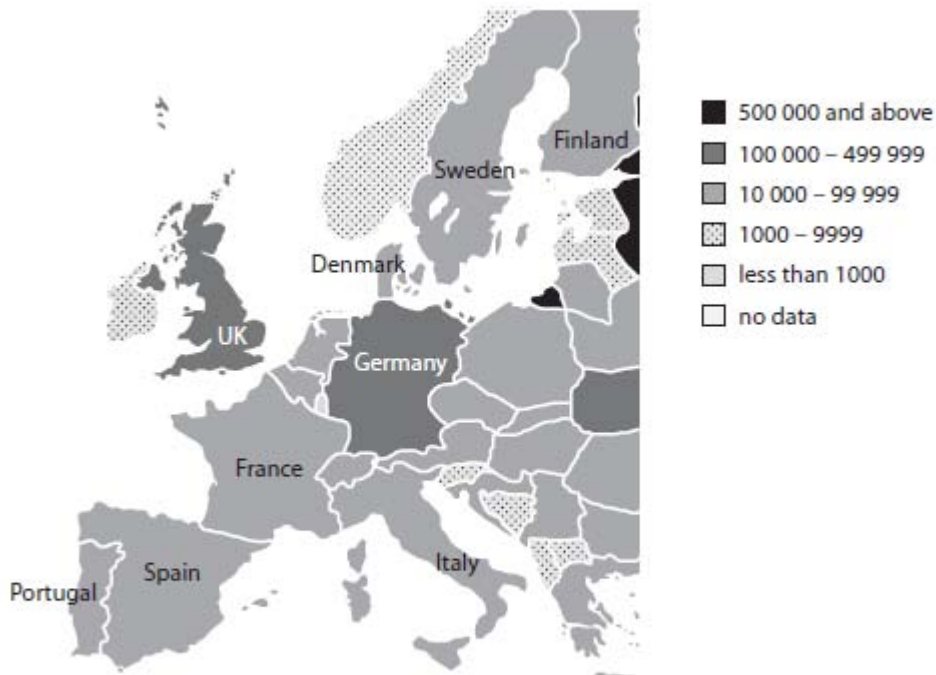 500 000 and above
100 000 – 499 999
10 000 – 99 999
1000 – 9999
less than 1000
no data
Finland
Sweden
Denmark
UK
Germany
France
Italy
Spain
Portugal